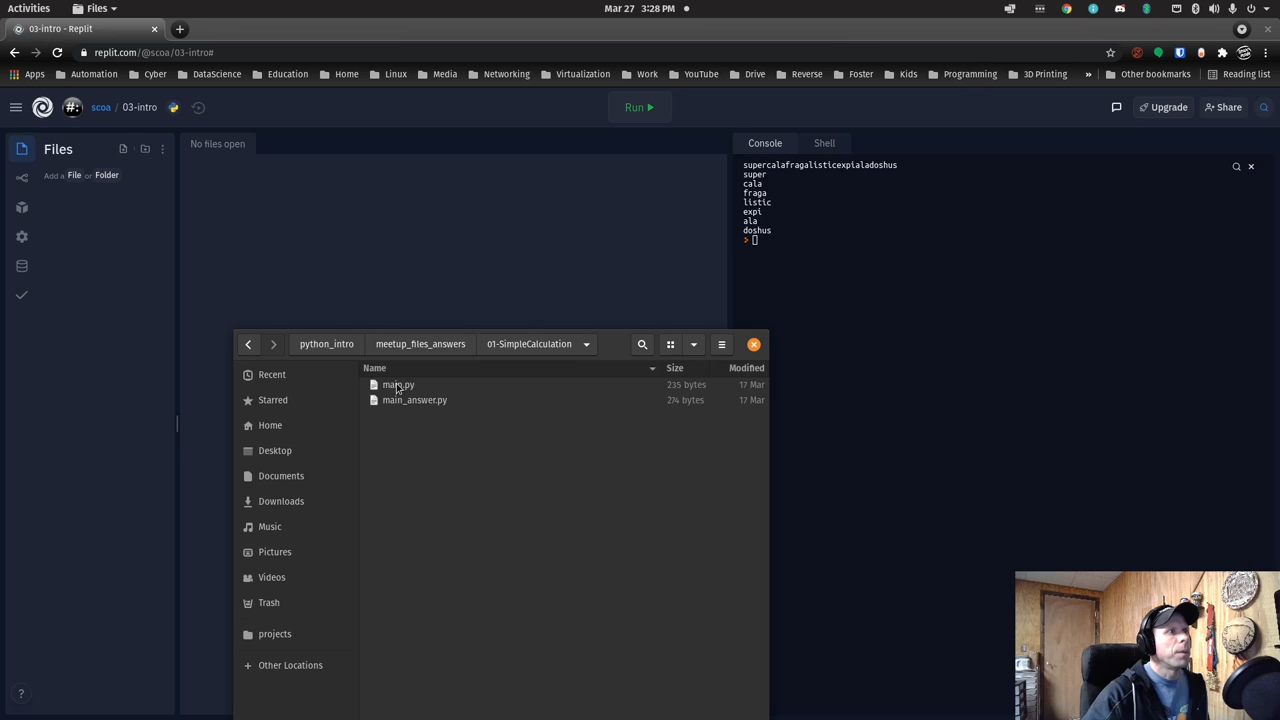 Activities Files Mar 27 3:28 PM
03-intro - Replit
replit.com/@scoa/03-intro#
Apps Automation Cyber DataScience Education Home Linux Media Networking Virtualization Work YouTube Drive Reverse Foster Kids Programming 3D Printing » Other bookmarks Reading list
#: scoa / 03-intro Run Upgrade Share
Files No files open Console Shell
Add a File or Folder
supercalafragalisticexpialadoshus
super
cala
fraga
listic
expi
ala
doshus
>
python_intro meetup_files_answers 01-SimpleCalculation
Name Size Modified
Recent
main.py 235 bytes 17 Mar
main_answer.py 274 bytes 17 Mar
Starred
Home
Desktop
Documents
Downloads
Music
Pictures
Videos
Trash
projects
+ Other Locations
?